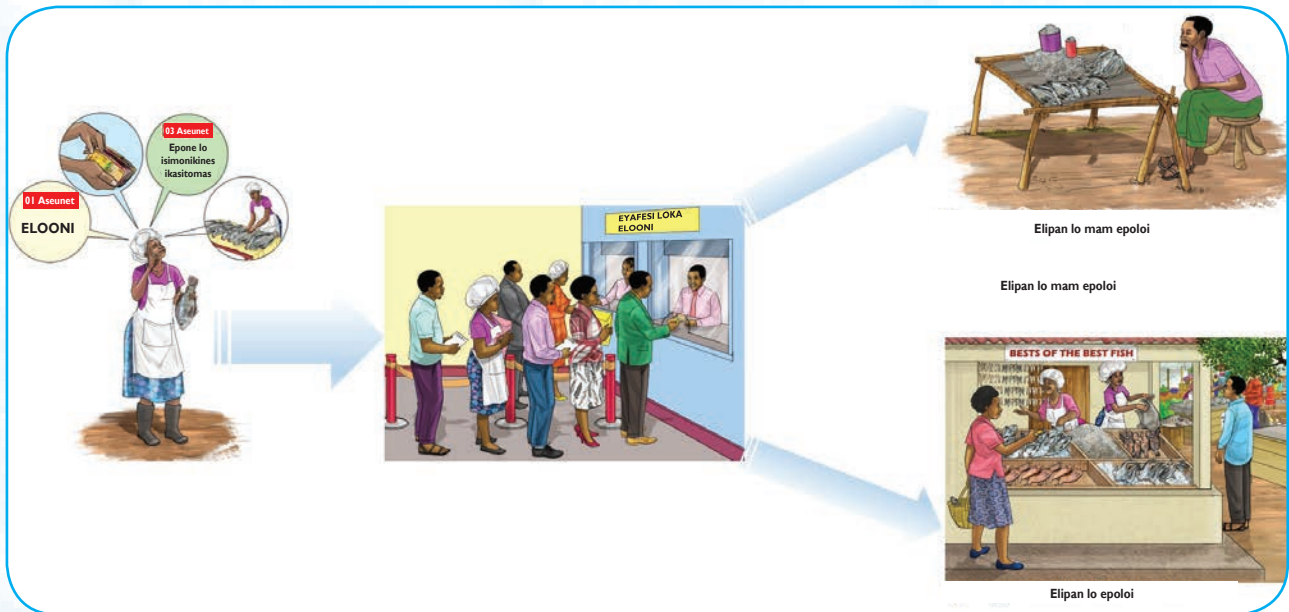 03 Aseunet
Epone lo
isimonikines
ikasitomas
01 Aseunet
ELOONI
EYAFESI LOKA
ELOONI
Elipan lo mam epoloi
Elipan lo mam epoloi
BESTS OF THE BEST FISH
Elipan lo epoloi